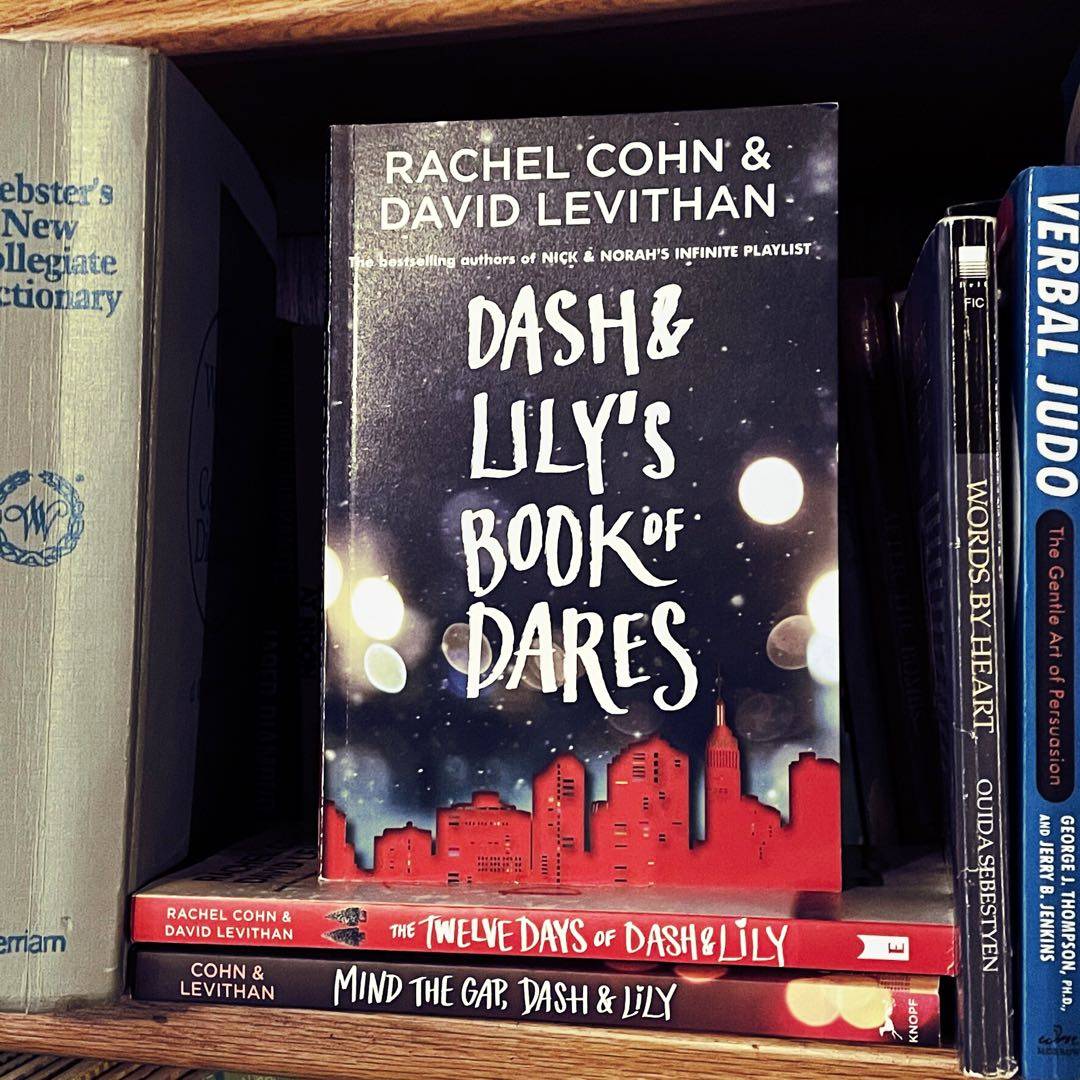 ebster's
New
ollegiate
ctionary
W
erriam
RACHEL COHN &
DAVID LEVITHAN
The bestselling authors of NICK & NORAH'S INFINITE PLAYLIST
DASH &
LILY'S
BOOK OF
DARES
RACHEL COHN &
DAVID LEVITHAN
THE TWELVE DAYS OF DASH & LILY
E
COHN &
LEVITHAN
MIND THE GAP, DASH & LILY
KNOPF
FIC
WORDS BY HEART
OUIDA SEBESTYEN
VERBAL JUDO
The Gentle Art of Persuasion
GEORGE J. THOMPSON, PH.D.,
AND JERRY B. JENKINS